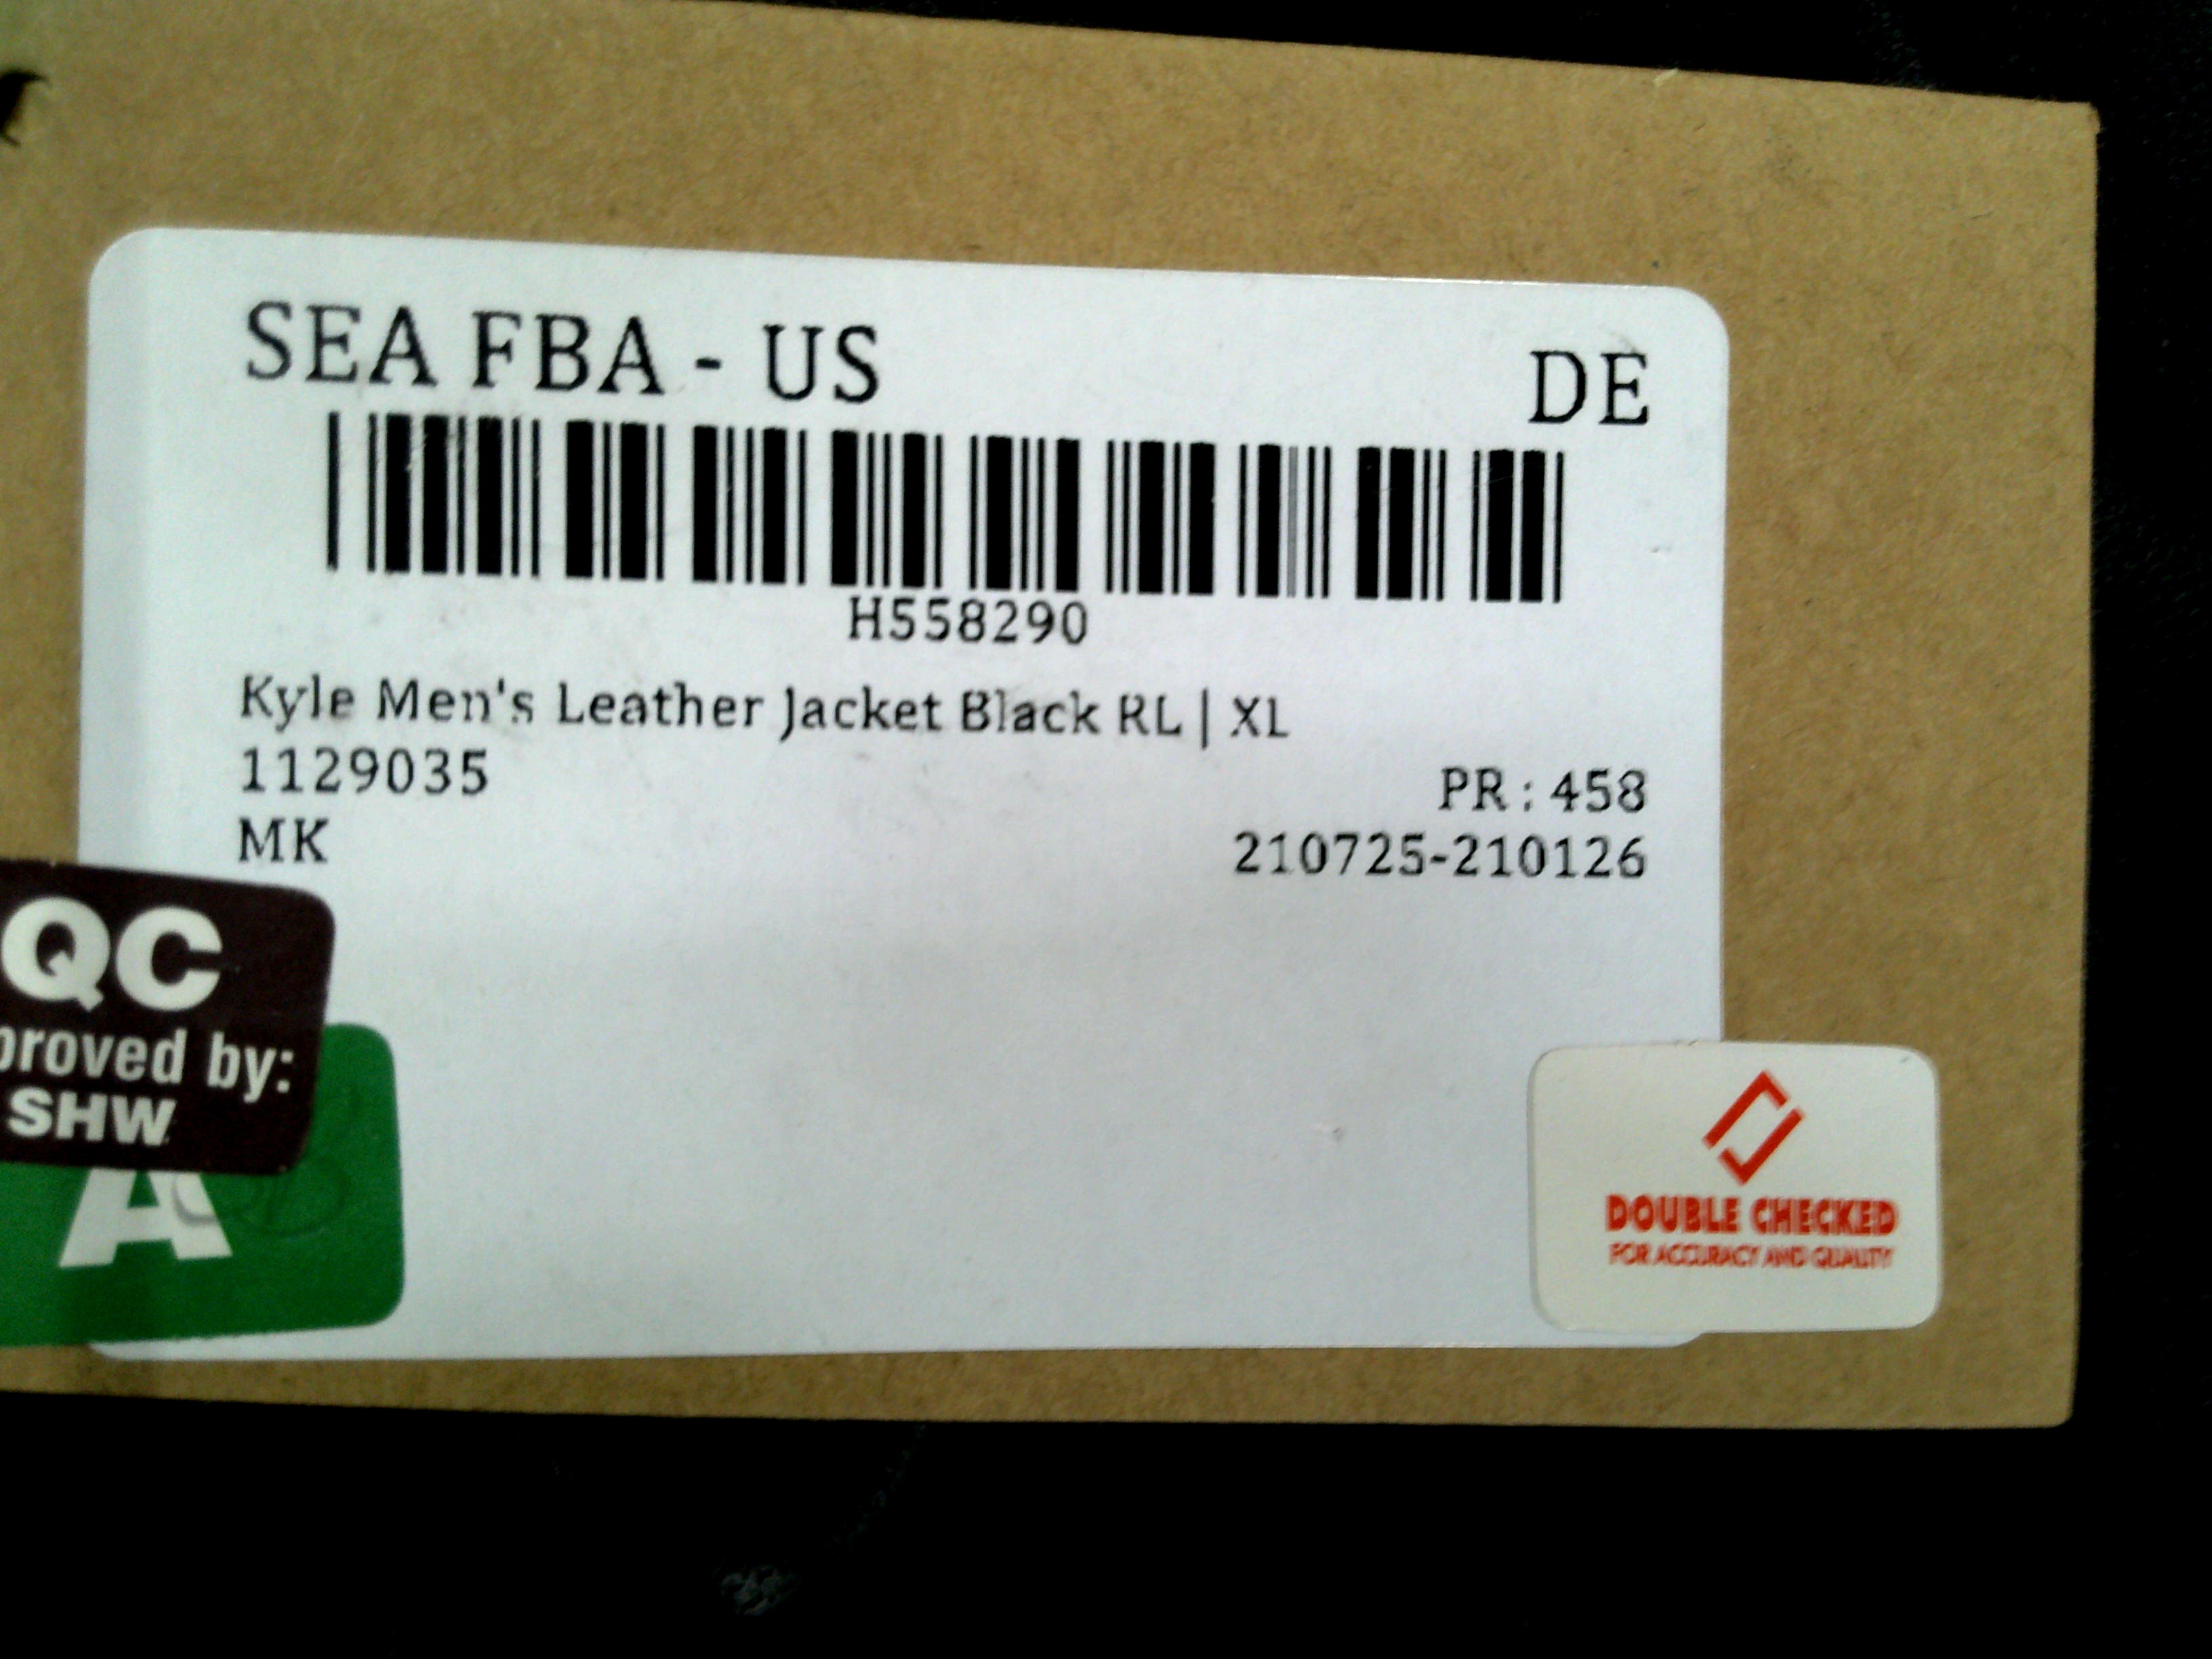 SEA FBA - US
DE
H558290
Kyle Men's Leather Jacket Black RL | XL
1129035
PR : 458
MK
210725-210126
QC
proved by:
SHW
A
DOUBLE CHECKED
FOR ACCURACY AND QUALITY